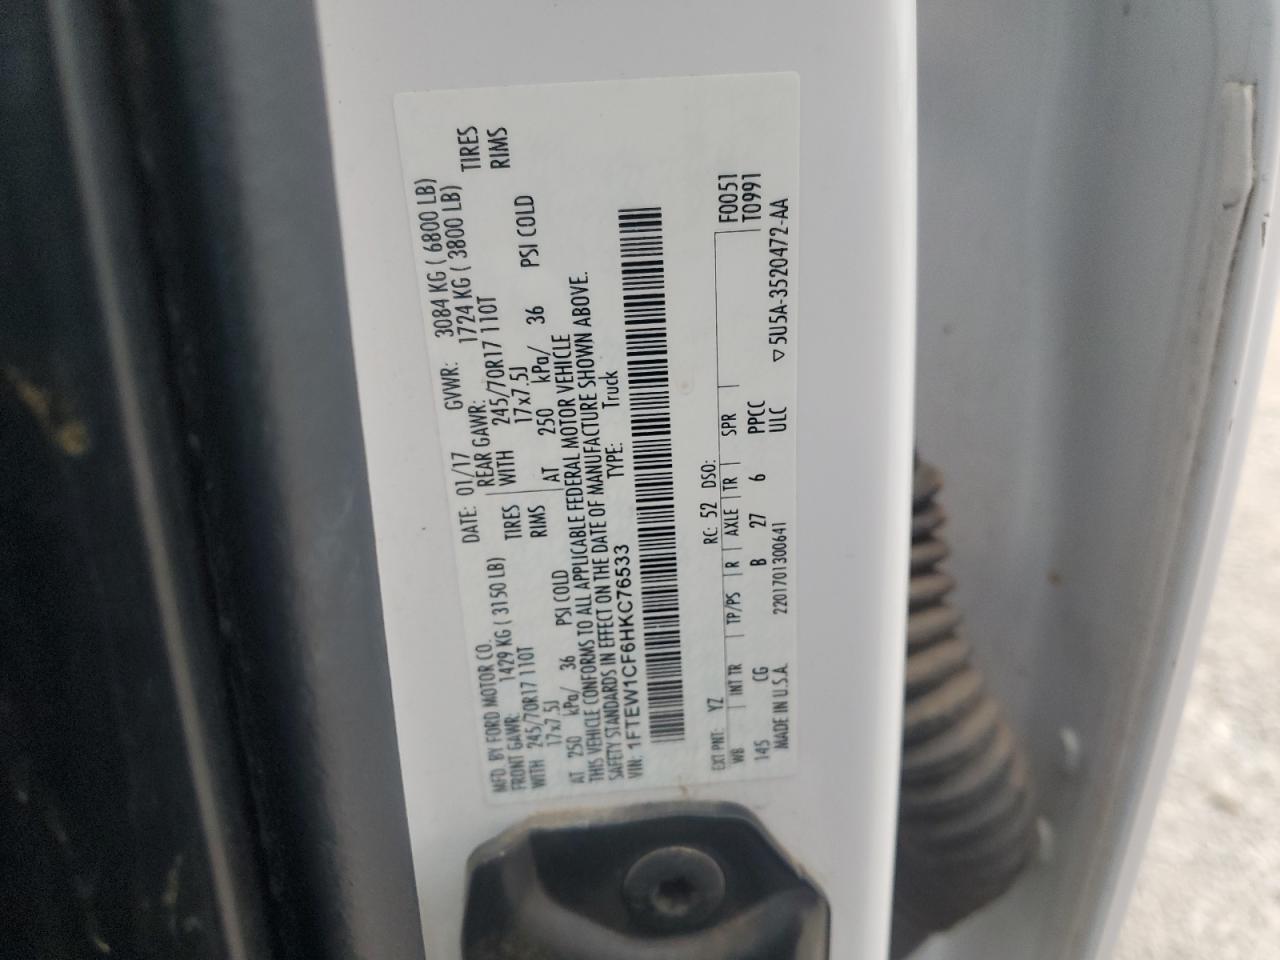 MFD. BY FORD MOTOR CO. DATE: 01/17 GVWR: 3084 KG ( 6800 LB)
FRONT GAWR: 1429 KG ( 3150 LB) REAR GAWR: 1724 KG ( 3800 LB)
WITH 245/70R17 110T TIRES WITH 245/70R17 110T TIRES
17x7.5J RIMS 17x7.5J RIMS
AT 250 kPa/ 36 PSI COLD AT 250 kPa/ 36 PSI COLD
THIS VEHICLE CONFORMS TO ALL APPLICABLE FEDERAL MOTOR VEHICLE
SAFETY STANDARDS IN EFFECT ON THE DATE OF MANUFACTURE SHOWN ABOVE.
VIN: 1FTEW1CF6HKC76533 TYPE: Truck
EXT PNT: YZ RC: 52 DSO: F0051
WB INT TR TP/PS R AXLE TR SPR T0991
145 CG B 27 6 PPCC ▽5U5A-3520472-AA
MADE IN U.S.A. 2201701300641 ULC